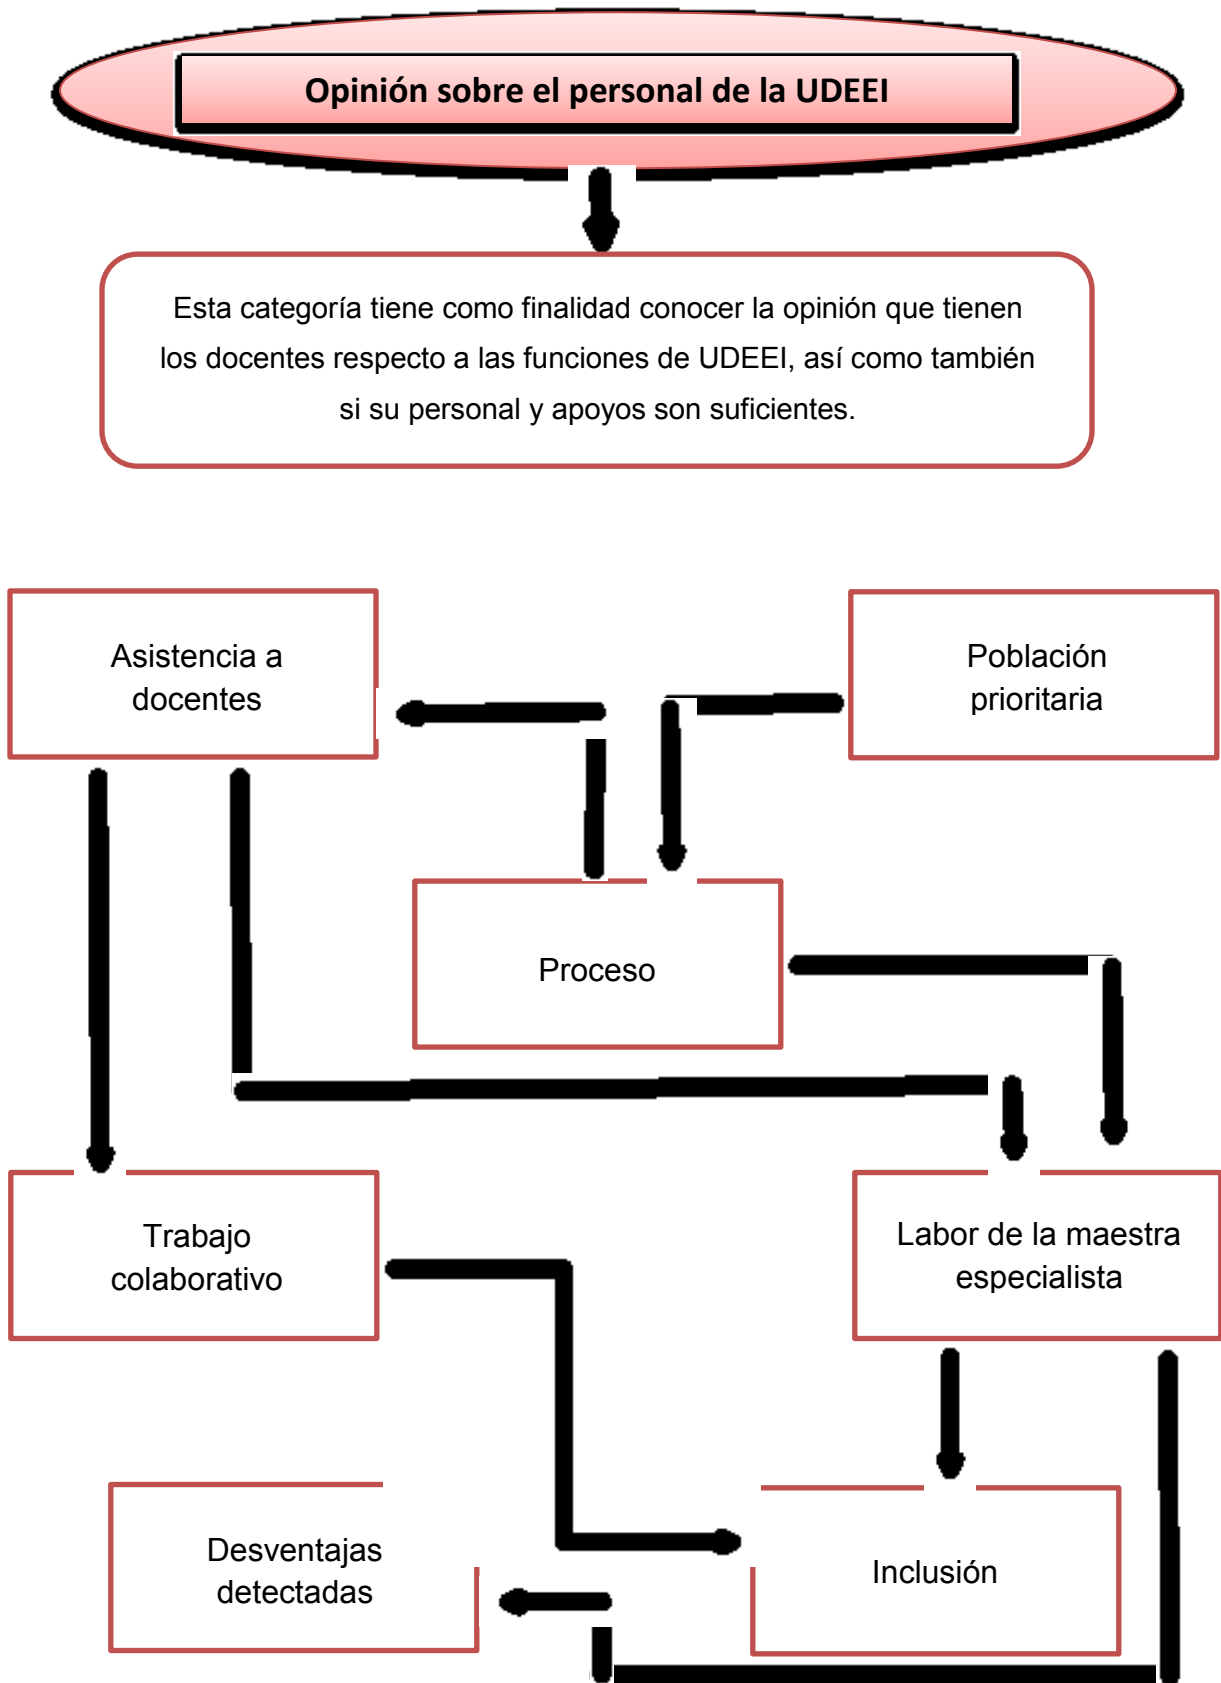 Opinión sobre el personal de la UDEEI
Esta categoría tiene como finalidad conocer la opinión que tienen
los docentes respecto a las funciones de UDEEI, así como también
si su personal y apoyos son suficientes.
Asistencia a
docentes
Población
prioritaria
Proceso
Trabajo
colaborativo
Labor de la maestra
especialista
Desventajas
detectadas
Inclusión